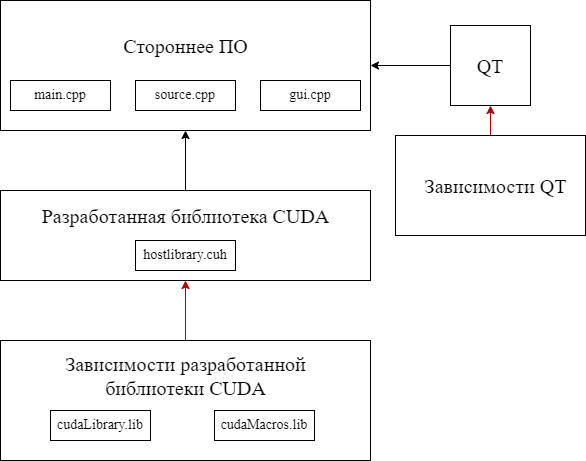 Стороннее ПО
main.cpp
source.cpp
gui.cpp
QT
Зависимости QT
Разработанная библиотека CUDA
hostlibrary.cuh
Зависимости разработанной
библиотеки CUDA
cudaLibrary.lib
cudaMacros.lib